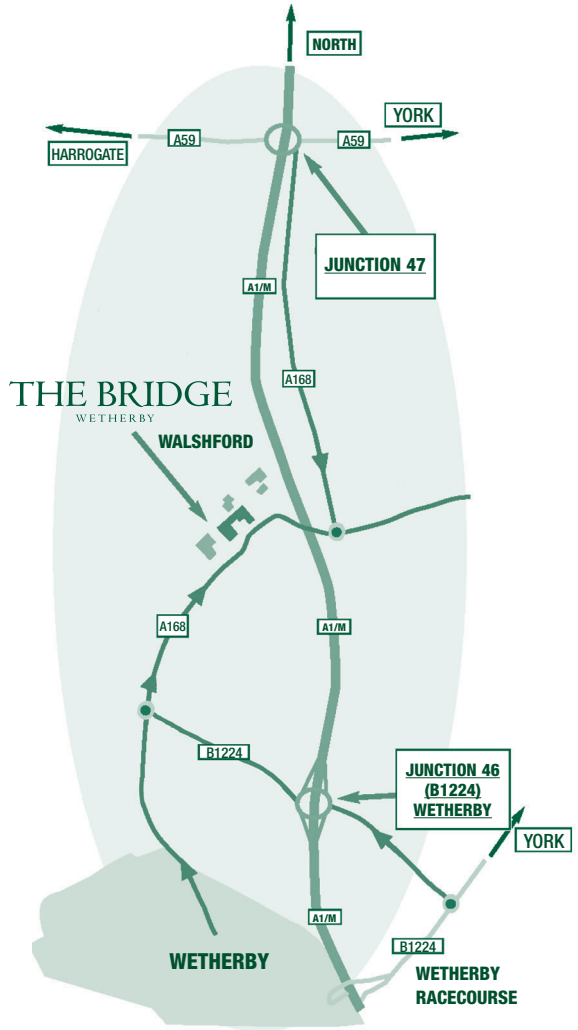 NORTH
YORK
A59
A59
HARROGATE
JUNCTION 47
A1/M
A168
THE BRIDGE
WETHERBY
WALSHFORD
A168
A1/M
B1224
JUNCTION 46
(B1224)
WETHERBY
YORK
A1/M
B1224
WETHERBY
WETHERBY
RACECOURSE